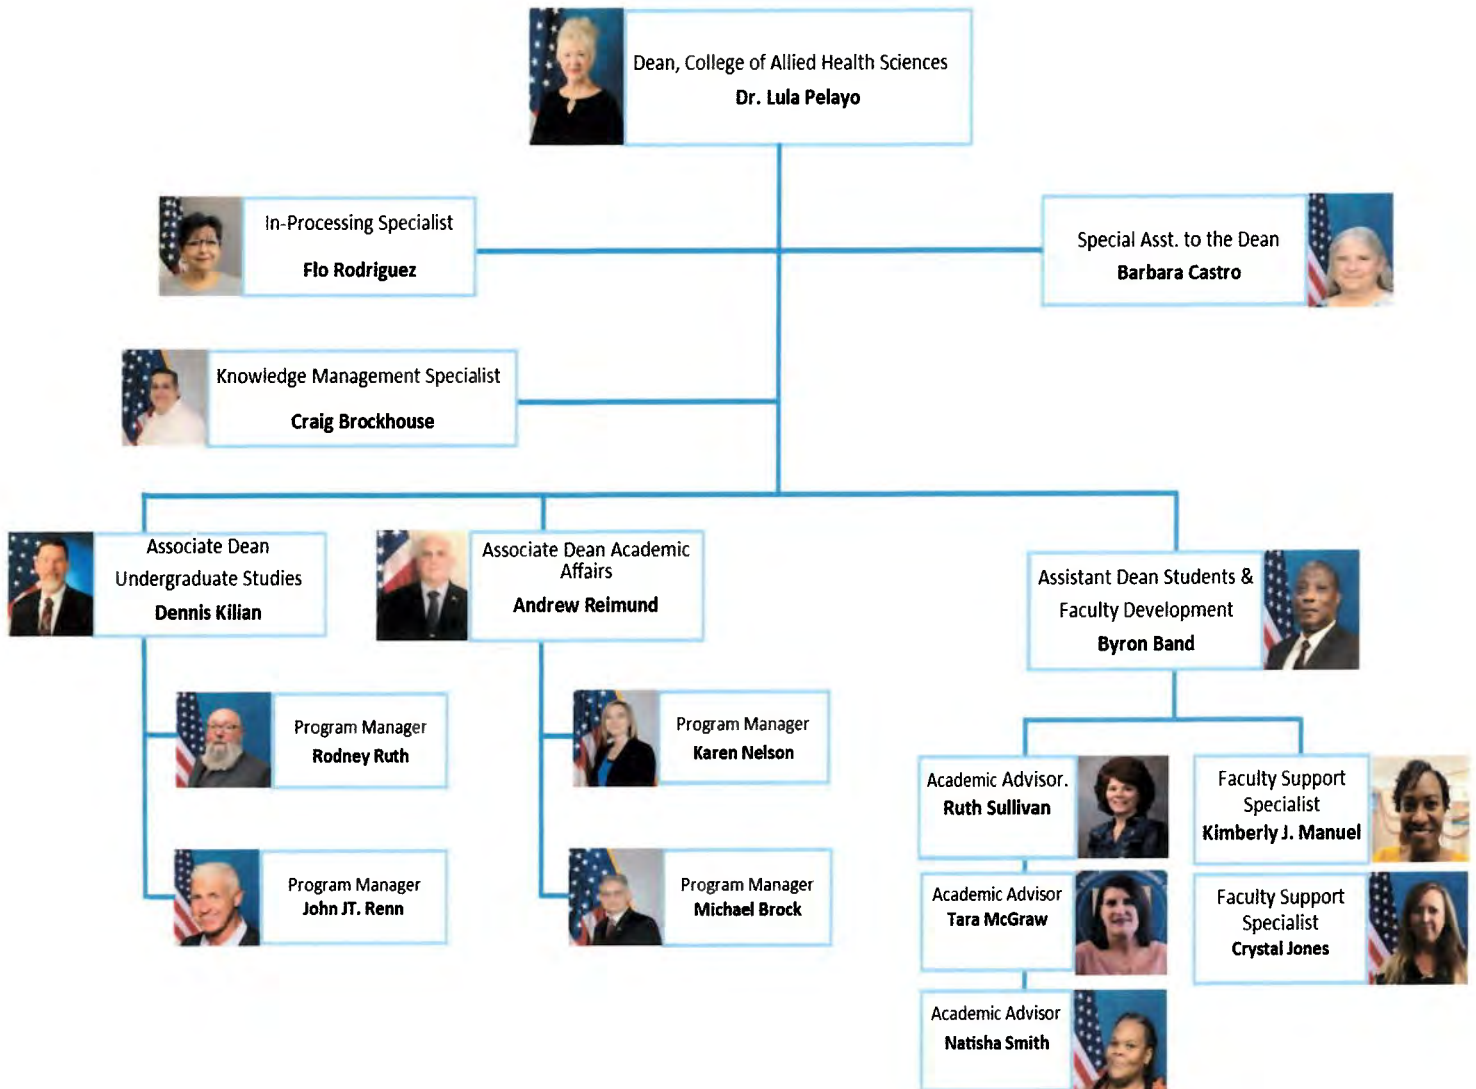 Dean, College of Allied Health Sciences
Dr. Lula Pelayo
In-Processing Specialist
Flo Rodriguez
Special Asst. to the Dean
Barbara Castro
Knowledge Management Specialist
Craig Brockhouse
Associate Dean
Undergraduate Studies
Dennis Kilian
Associate Dean Academic
Affairs
Andrew Reimund
Assistant Dean Students &
Faculty Development
Byron Band
Program Manager
Rodney Ruth
Program Manager
John JT. Renn
Program Manager
Karen Nelson
Program Manager
Michael Brock
Academic Advisor.
Ruth Sullivan
Academic Advisor
Tara McGraw
Academic Advisor
Natisha Smith
Faculty Support
Specialist
Kimberly J. Manuel
Faculty Support
Specialist
Crystal Jones